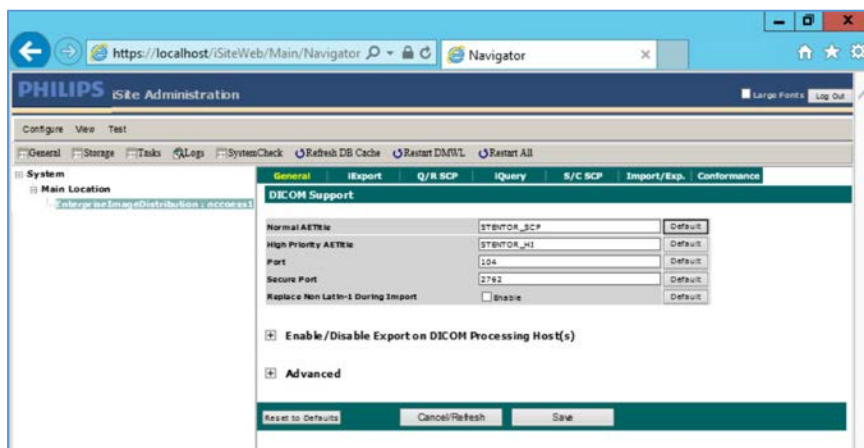 https://localhost/iSiteWeb/Main/Navigator
Navigator
PHILIPS iSite Administration
Large Fonts Log Out
Configure View Test
General Storage Tasks Logs SystemCheck Refresh DB Cache Restart DMWL Restart All
System
Main Location
EnterpriseImageDistribution : nccoess1
General iExport Q/R SCP iQuery S/C SCP Import/Exp. Conformance
DICOM Support
Normal AETitle STENTOR_SCP Default
High Priority AETitle STENTOR_HI Default
Port 104 Default
Secure Port 2762 Default
Replace Non Latin-1 During Import Enable Default
Enable/Disable Export on DICOM Processing Host(s)
Advanced
Reset to Defaults Cancel/Refresh Save